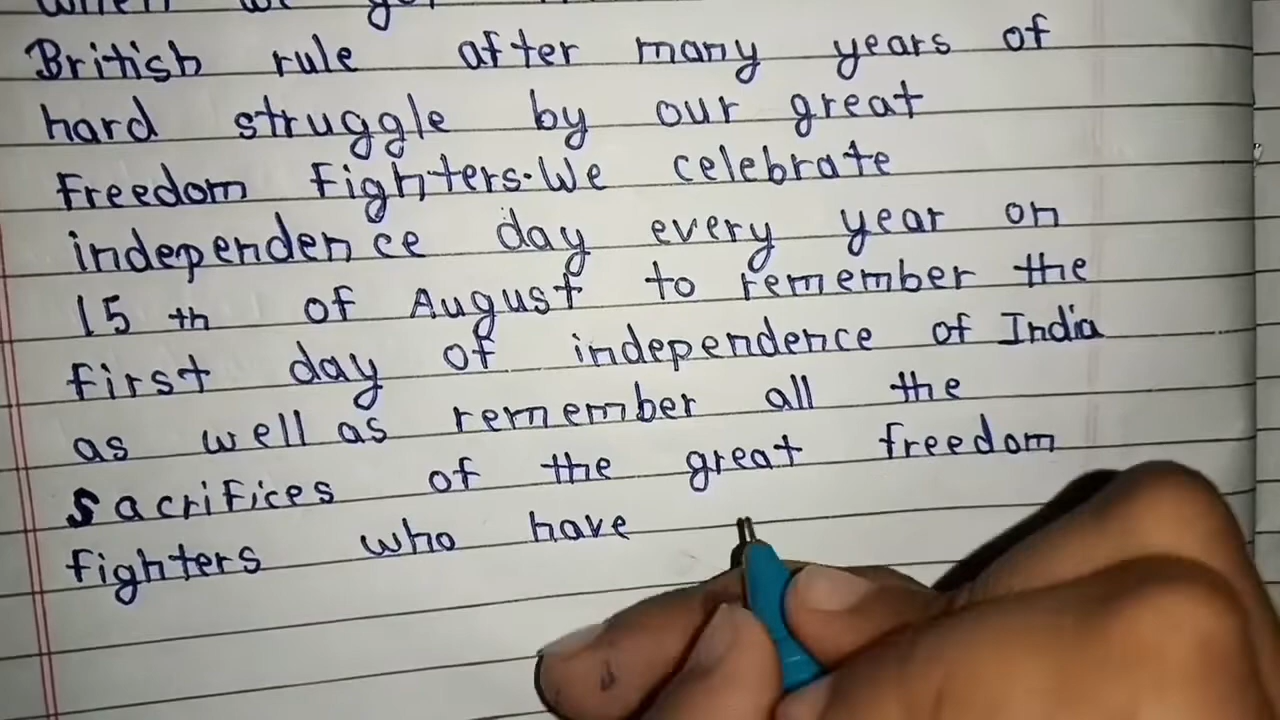 when we
British rule after many years of
hard struggle by our great
Freedom Fighters. We celebrate
independence day every year on
15 th of August to remember the
First day of independence of India
as well as remember all the
sacrifices of the great freedom
fighters who have